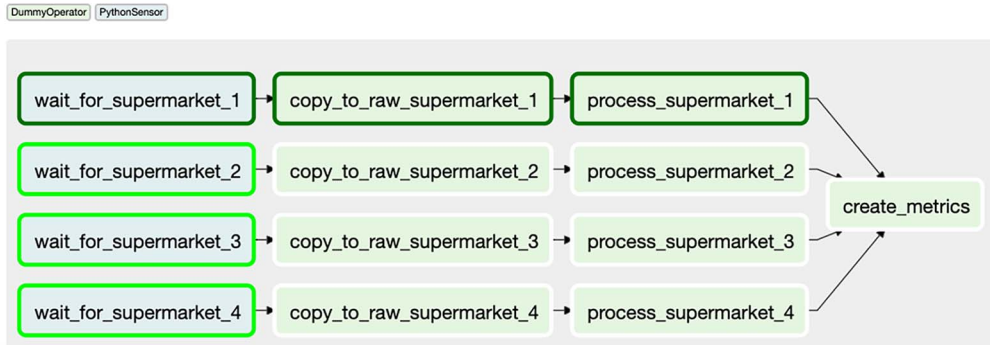 DummyOperator PythonSensor
wait_for_supermarket_1 copy_to_raw_supermarket_1 process_supermarket_1
wait_for_supermarket_2 copy_to_raw_supermarket_2 process_supermarket_2
create_metrics
wait_for_supermarket_3 copy_to_raw_supermarket_3 process_supermarket_3
wait_for_supermarket_4 copy_to_raw_supermarket_4 process_supermarket_4